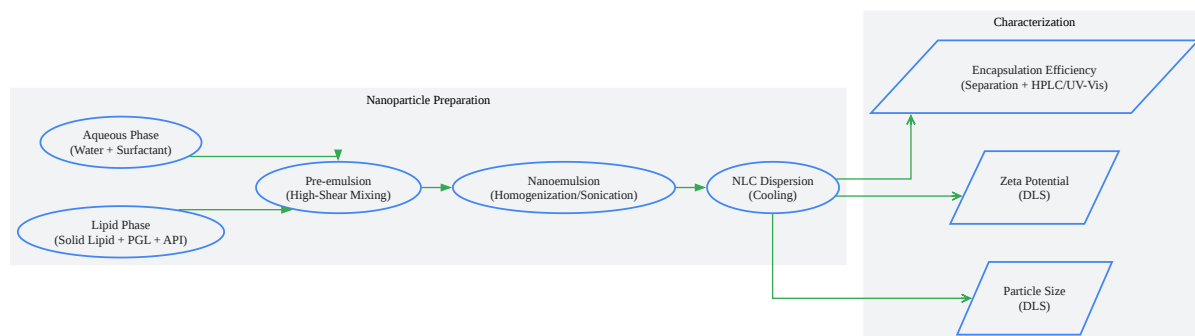 Characterization
Encapsulation Efficiency
(Separation + HPLC/UV-Vis)
Nanoparticle Preparation
Aqueous Phase
(Water + Surfactant)
Pre-emulsion
(High-Shear Mixing)
Nanoemulsion
(Homogenization/Sonication)
NLC Dispersion
(Cooling)
Zeta Potential
(DLS)
Lipid Phase
(Solid Lipid + PGL + API)
Particle Size
(DLS)